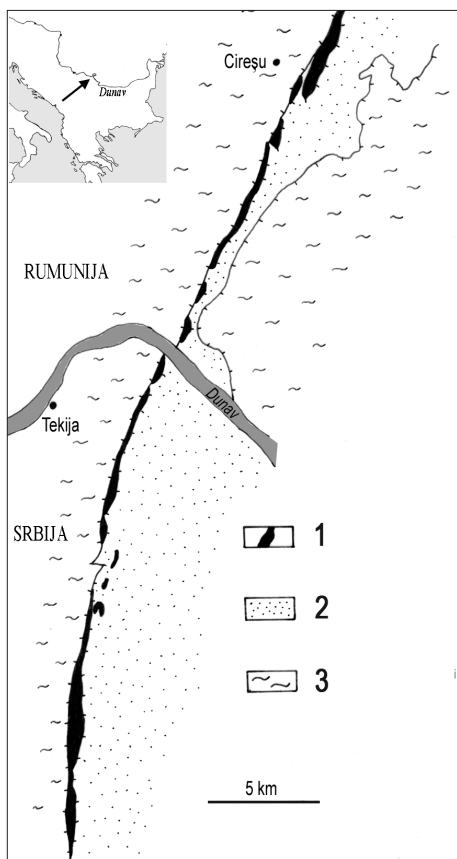 Dunav
Cireşu
RUMUNIJA
Dunav
Tekija
SRBIJA
1
2
3
5 km